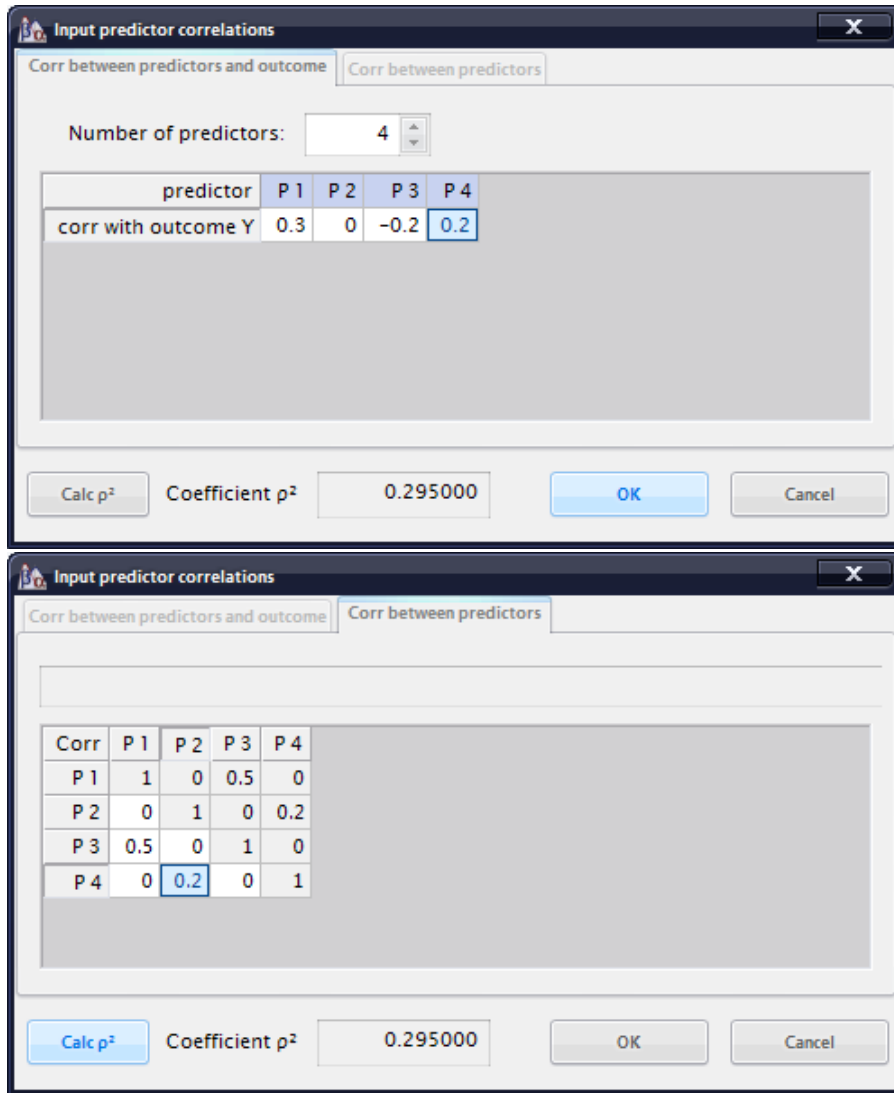 Input predictor correlations X
Corr between predictors and outcome Corr between predictors
Number of predictors: 4
predictor P 1 P 2 P 3 P 4
corr with outcome Y 0.3 0 −0.2 0.2
Calc ρ² Coefficient ρ² 0.295000 OK Cancel
Input predictor correlations X
Corr between predictors and outcome Corr between predictors
Corr P 1 P 2 P 3 P 4
P 1 1 0 0.5 0
P 2 0 1 0 0.2
P 3 0.5 0 1 0
P 4 0 0.2 0 1
Calc ρ² Coefficient ρ² 0.295000 OK Cancel